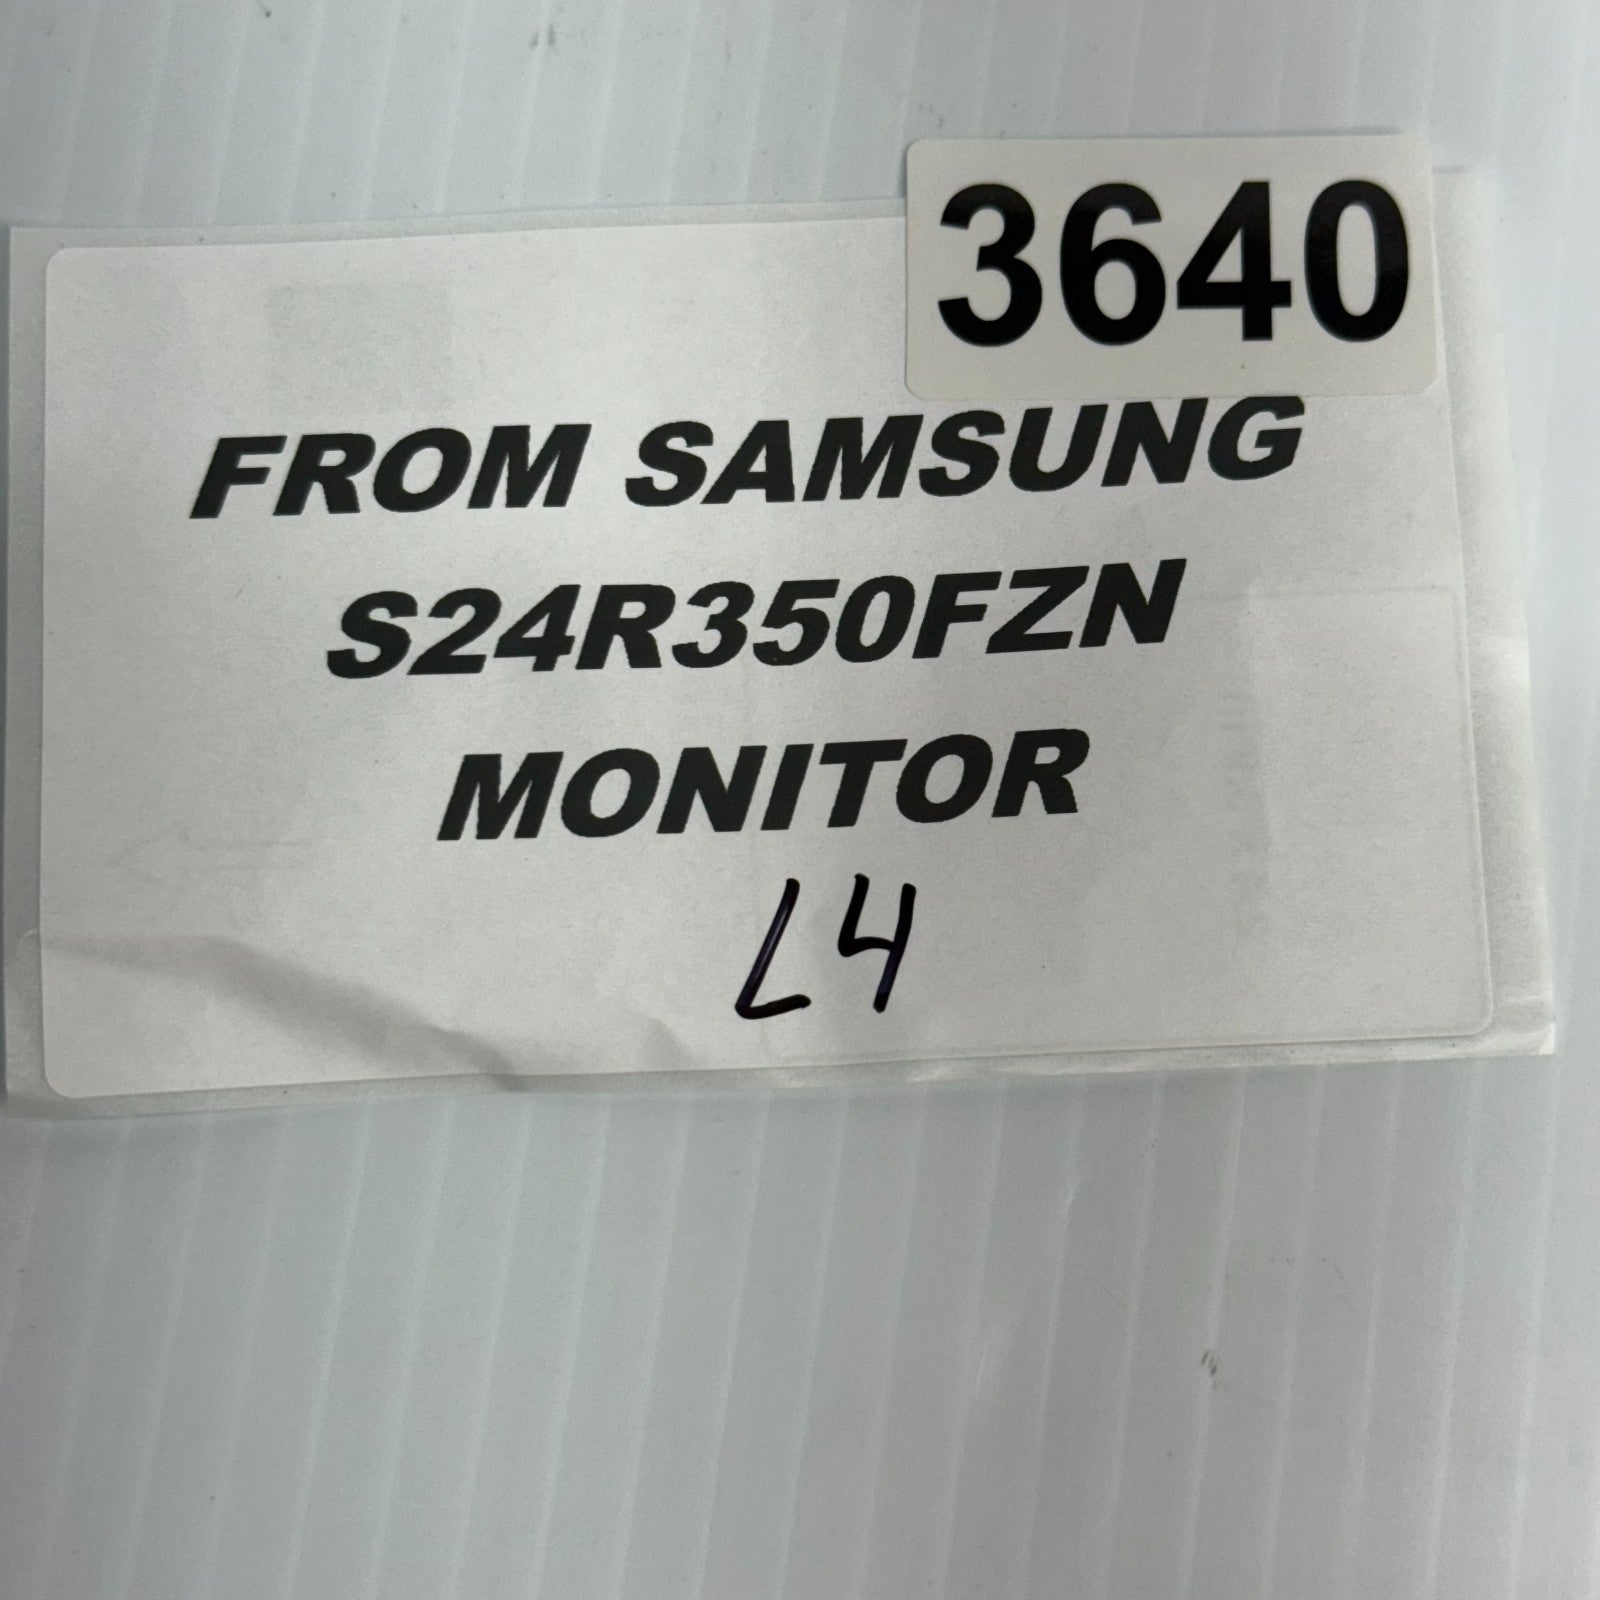 3640
FROM SAMSUNG
S24R350FZN
MONITOR
L4